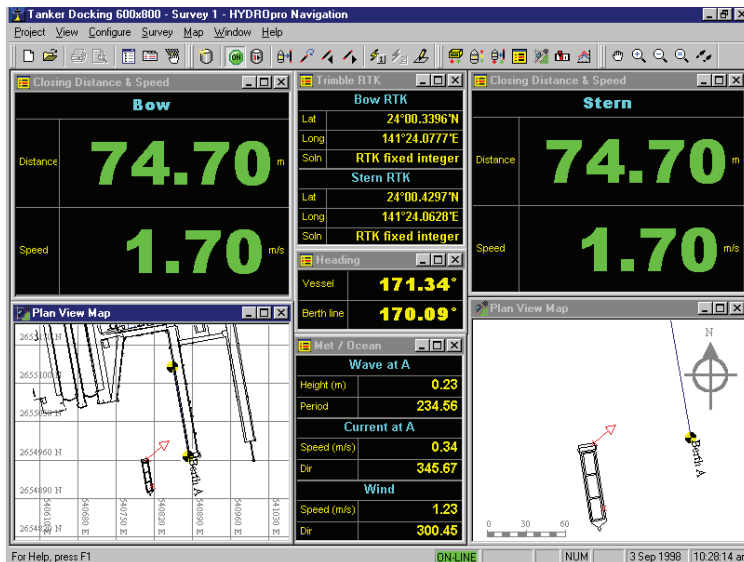 Tanker Docking 600x800 - Survey 1 - HYDROpro Navigation
Project View Configure Survey Map Window Help
Closing Distance & Speed
Bow
Distance 74.70 m
Speed 1.70 m/s
Trimble RTK
Bow RTK
Lat 24°00.3396'N
Long 141°24.0777'E
Soln RTK fixed integer
Stern RTK
Lat 24°00.4297'N
Long 141°24.0628'E
Soln RTK fixed integer
Closing Distance & Speed
Stern
Distance 74.70 m
Speed 1.70 m/s
Heading
Vessel 171.34°
Berth line 170.09°
Plan View Map
2655100 N
2654960 N
2654890 N
540680 N
540750 N
540820 N
540890 N
540960 N
541030 N
Berth A
Met / Ocean
Wave at A
Height (m) 0.23
Period 234.56
Current at A
Speed (m/s) 0.34
Dir 345.67
Wind
Speed (m/s) 1.23
Dir 300.45
Plan View Map
N
Berth A
0 30 60
For Help, press F1
ON-LINE
NUM
3 Sep 1998
10:28:14 am